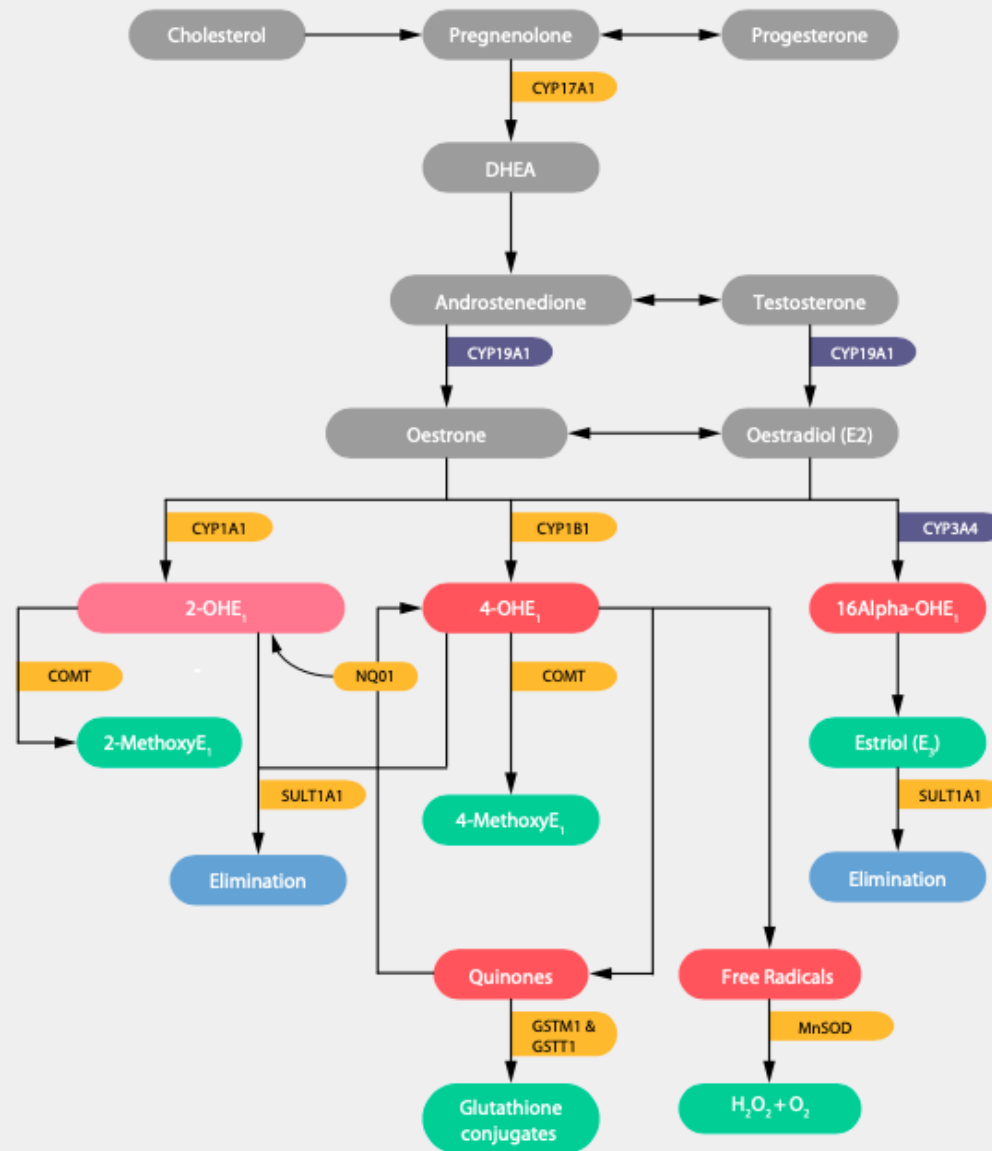 Cholesterol
Pregnenolone
Progesterone
CYP17A1
DHEA
Androstenedione
Testosterone
CYP19A1
CYP19A1
Oestrone
Oestradiol (E2)
CYP1A1
CYP1B1
CYP3A4
2-OHE₁
4-OHE₁
16Alpha-OHE₁
COMT
NQ01
COMT
2-MethoxyE₁
Estriol (E₃)
SULT1A1
SULT1A1
4-MethoxyE₁
Elimination
Elimination
Quinones
Free Radicals
GSTM1 &
GSTT1
MnSOD
Glutathione
conjugates
H₂O₂ + O₂